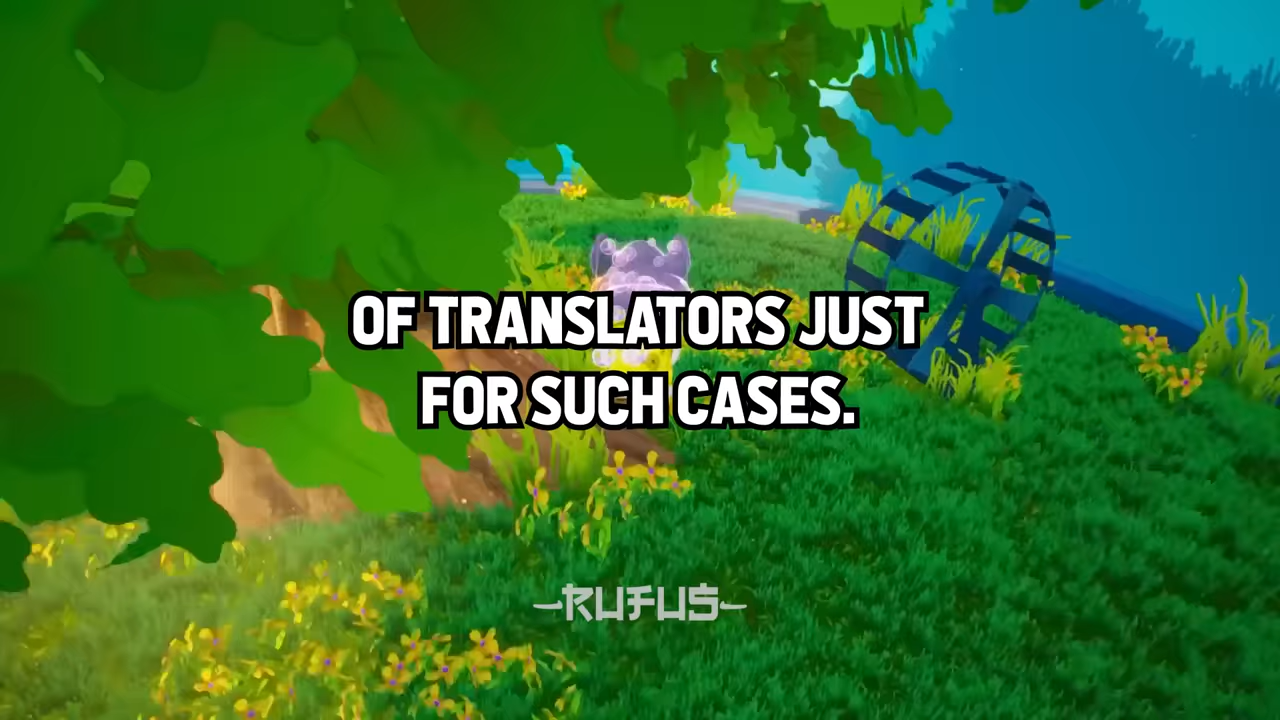 OF TRANSLATORS JUST
FOR SUCH CASES.
-RUFUS-